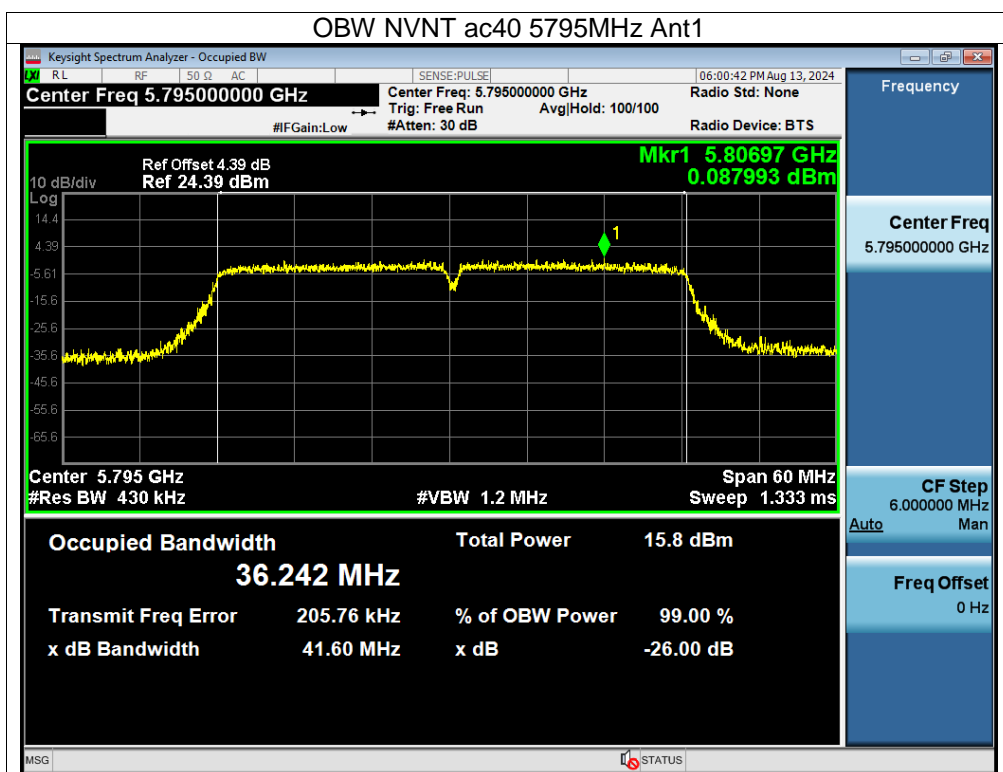 OBW NVNT ac40 5795MHz Ant1
Keysight Spectrum Analyzer - Occupied BW
LXI RL RF 50 Ω AC SENSE:PULSE 06:00:42 PM Aug 13, 2024
Center Freq 5.795000000 GHz
Center Freq: 5.795000000 GHz
Radio Std: None
Trig: Free Run Avg|Hold: 100/100
#IFGain:Low
#Atten: 30 dB
Radio Device: BTS
Frequency
Mkr1 5.80697 GHz
0.087993 dBm
Ref Offset 4.39 dB
10 dB/div Ref 24.39 dBm
Log
14.4
4.39
-5.61
-15.6
-25.6
-35.6
-45.6
-55.6
-65.6
1
Center 5.795 GHz Span 60 MHz
#Res BW 430 kHz #VBW 1.2 MHz Sweep 1.333 ms
Center Freq
5.795000000 GHz
CF Step
6.000000 MHz
Auto Man
Freq Offset
0 Hz
Occupied Bandwidth Total Power 15.8 dBm
36.242 MHz
Transmit Freq Error 205.76 kHz % of OBW Power 99.00 %
x dB Bandwidth 41.60 MHz x dB -26.00 dB
MSG STATUS